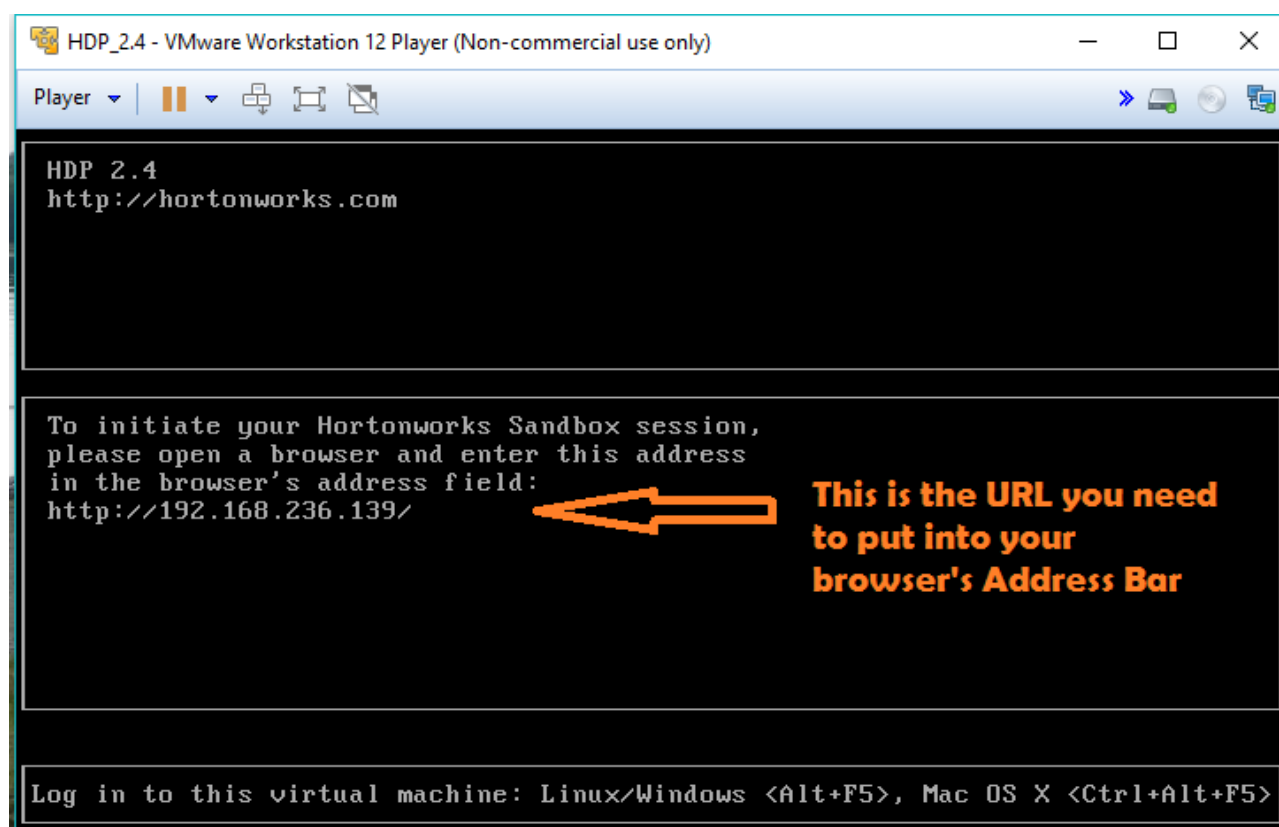 HDP_2.4 - VMware Workstation 12 Player (Non-commercial use only)
Player
HDP 2.4
http://hortonworks.com
To initiate your Hortonworks Sandbox session,
please open a browser and enter this address
in the browser's address field:
http://192.168.236.139/
This is the URL you need
to put into your
browser's Address Bar
Log in to this virtual machine: Linux/Windows <Alt+F5>, Mac OS X <Ctrl+Alt+F5>